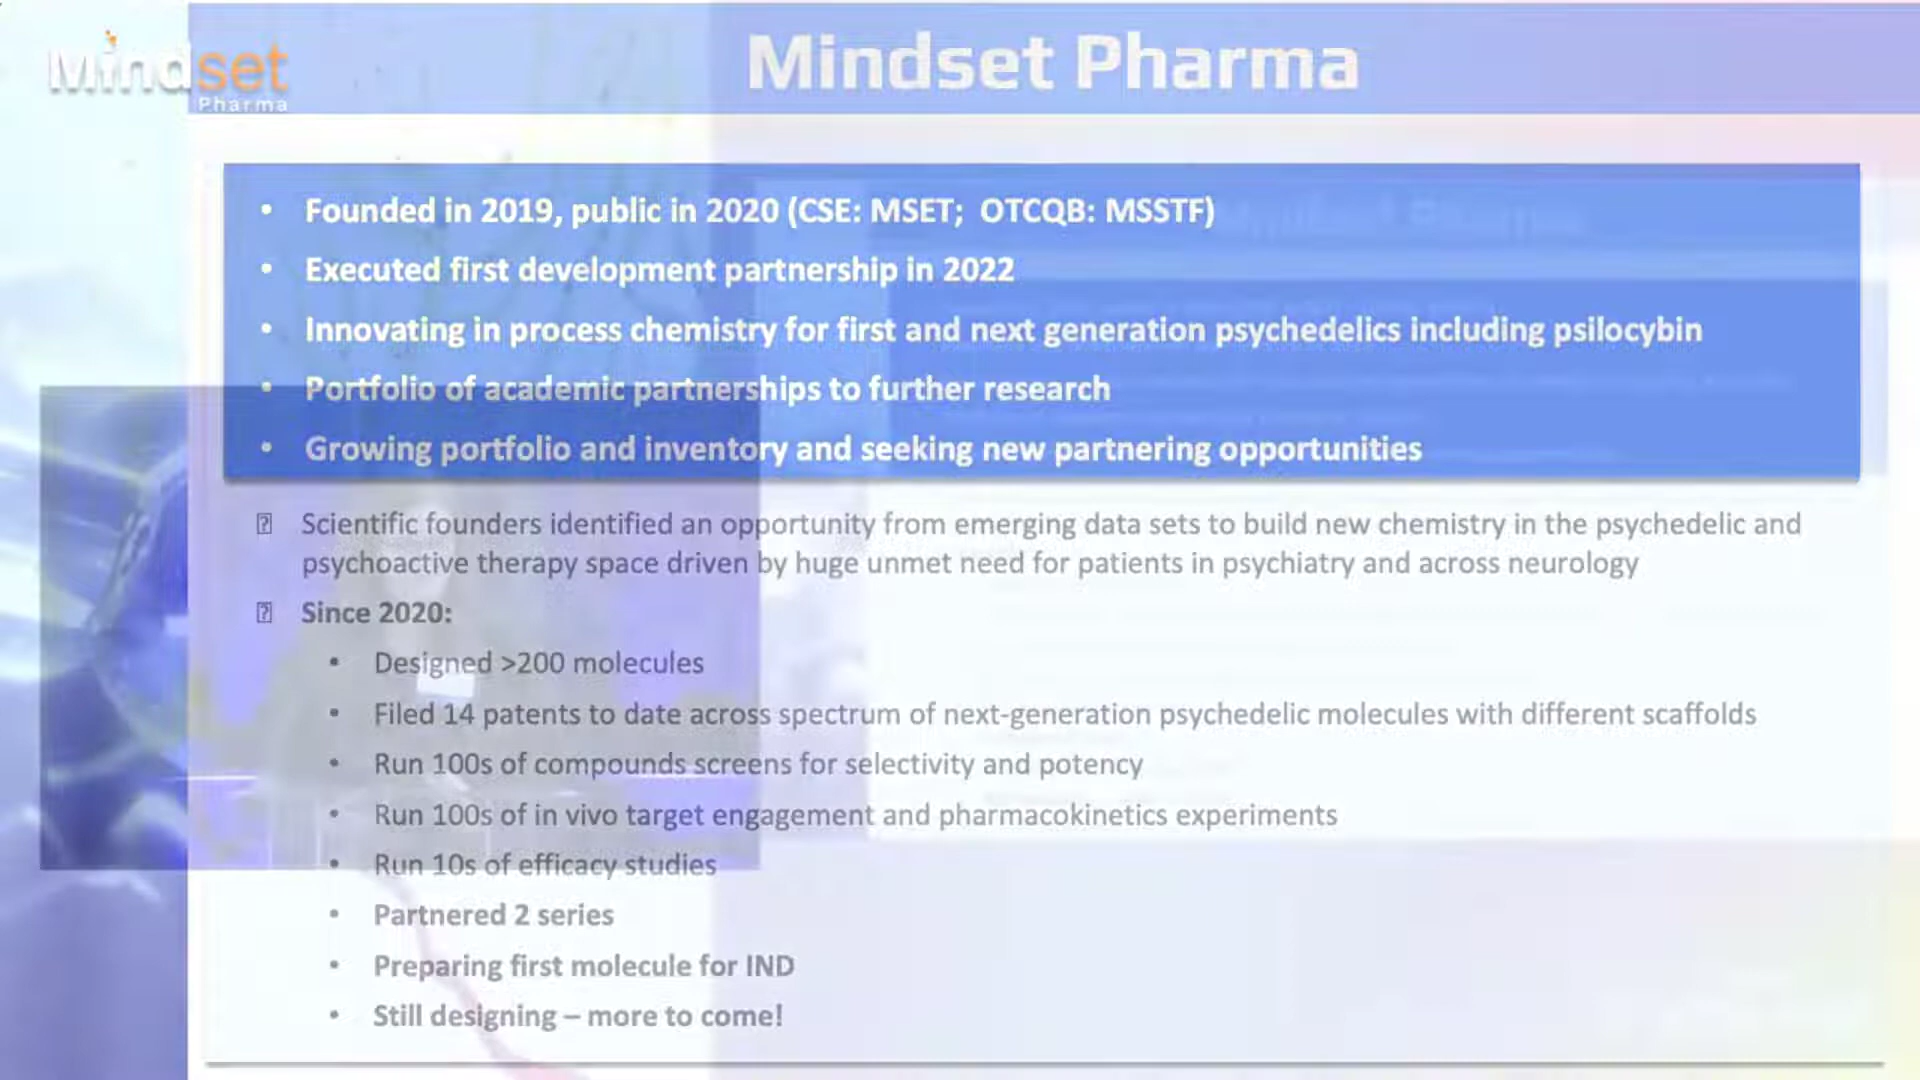 Mindset
Pharma
Mindset Pharma
• Founded in 2019, public in 2020 (CSE: MSET; OTCQB: MSSTF)
• Executed first development partnership in 2022
• Innovating in process chemistry for first and next generation psychedelics including psilocybin
• Portfolio of academic partnerships to further research
• Growing portfolio and inventory and seeking new partnering opportunities
Scientific founders identified an opportunity from emerging data sets to build new chemistry in the psychedelic and
psychoactive therapy space driven by huge unmet need for patients in psychiatry and across neurology
Since 2020:
• Designed >200 molecules
• Filed 14 patents to date across spectrum of next-generation psychedelic molecules with different scaffolds
• Run 100s of compounds screens for selectivity and potency
• Run 100s of in vivo target engagement and pharmacokinetics experiments
• Run 10s of efficacy studies
• Partnered 2 series
• Preparing first molecule for IND
• Still designing – more to come!